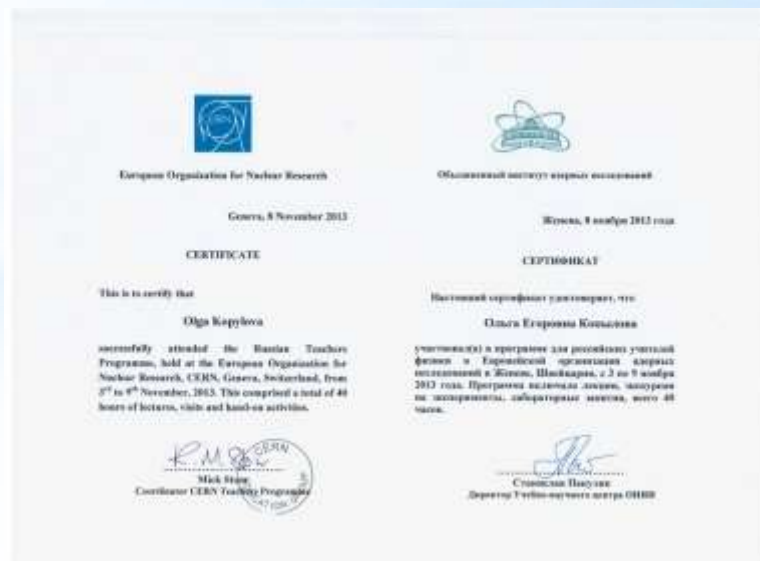 CERN
European Organization for Nuclear Research
Geneva, 8 November 2013
CERTIFICATE
This is to certify that
Olga Kopylova
successfully attended the Russian Teachers
Programme, held at the European Organization for
Nuclear Research, CERN, Geneva, Switzerland, from
3rd to 9th November, 2013. This comprised a total of 40
hours of lectures, visits and hand-on activities.
CERN
Mick Storr
Coordinator CERN Teachers Programme
Объединенный институт ядерных исследований
Женева, 8 ноября 2013 года
СЕРТИФИКАТ
Настоящий сертификат удостоверяет, что
Ольга Егоровна Копылова
участвовал(а) в программе для российских учителей
физики в Европейской организации ядерных
исследований в Женеве, Швейцария, с 3 по 9 ноября
2013 года. Программа включала лекции, экскурсии
на эксперименты, лабораторные занятия, всего 40
часов.
Станислав Пакуляк
Директор Учебно-научного центра ОИЯИ